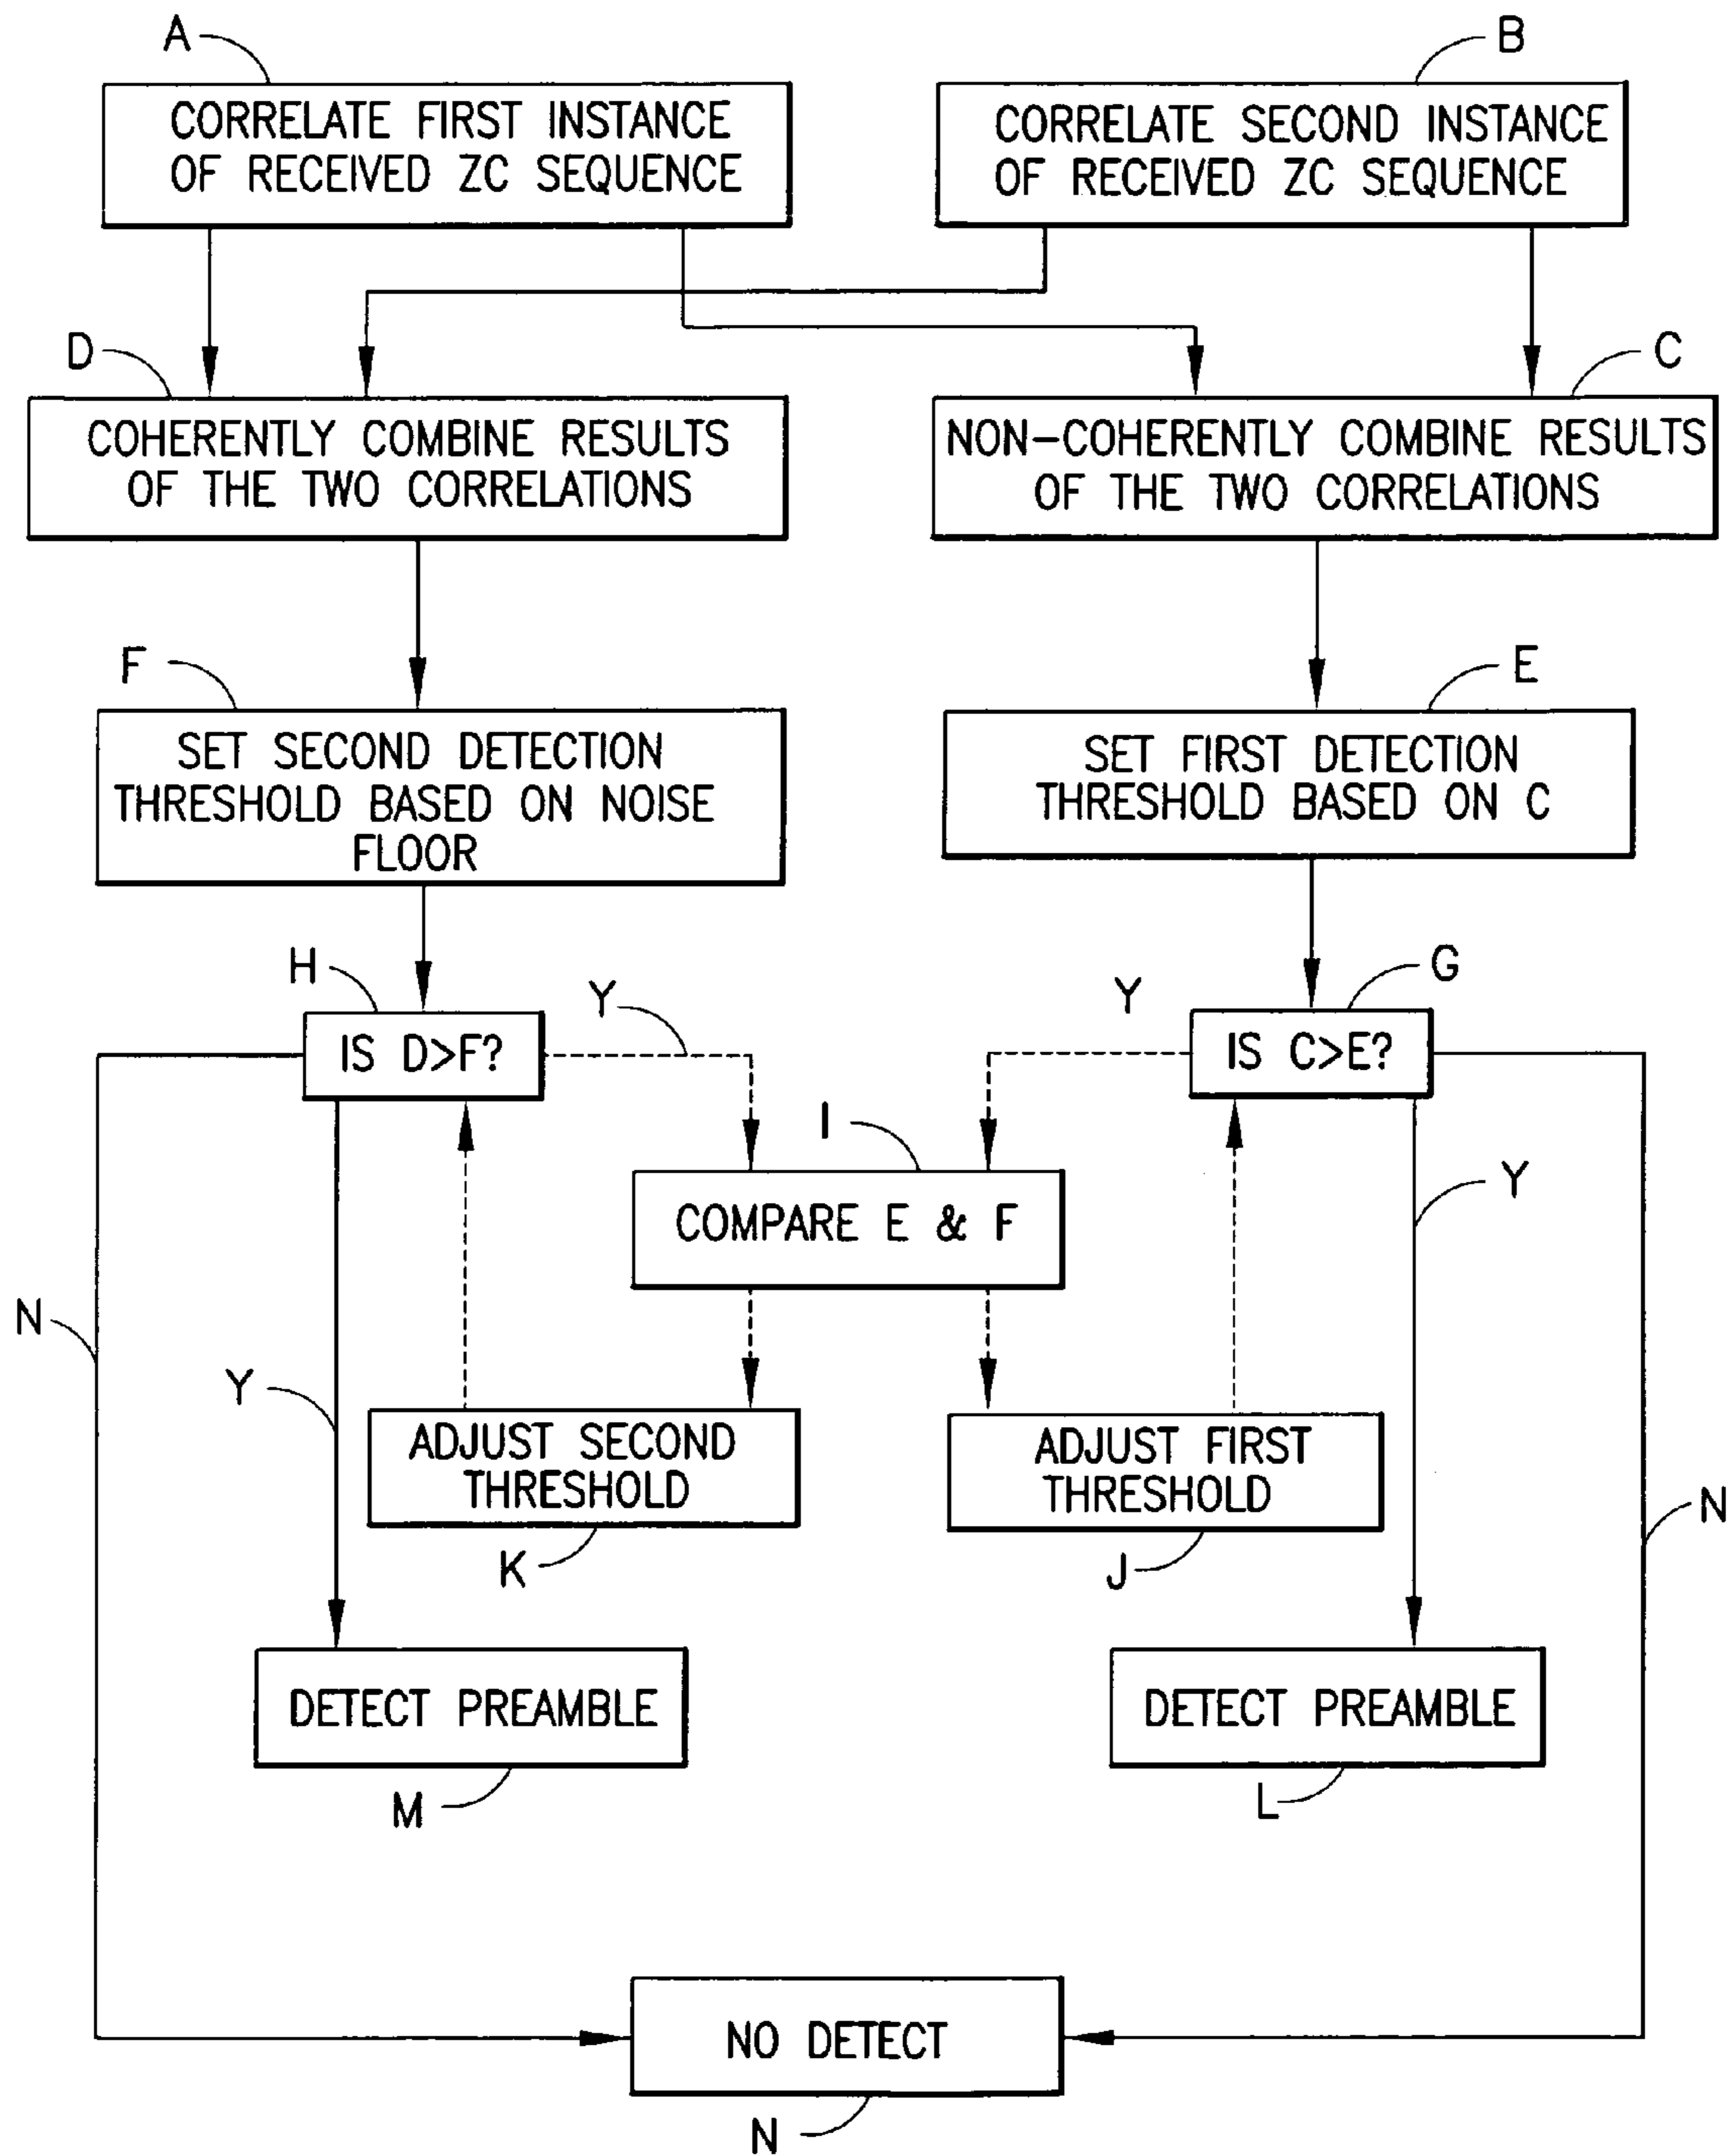 A
B
CORRELATE FIRST INSTANCE
OF RECEIVED ZC SEQUENCE
CORRELATE SECOND INSTANCE
OF RECEIVED ZC SEQUENCE
D
C
COHERENTLY COMBINE RESULTS
OF THE TWO CORRELATIONS
NON-COHERENTLY COMBINE RESULTS
OF THE TWO CORRELATIONS
F
E
SET SECOND DETECTION
THRESHOLD BASED ON NOISE
FLOOR
SET FIRST DETECTION
THRESHOLD BASED ON C
H
Y
Y
G
IS D>F?
IS C>E?
I
COMPARE E & F
Y
N
Y
ADJUST SECOND
THRESHOLD
ADJUST FIRST
THRESHOLD
N
K
J
DETECT PREAMBLE
DETECT PREAMBLE
M
L
NO DETECT
N